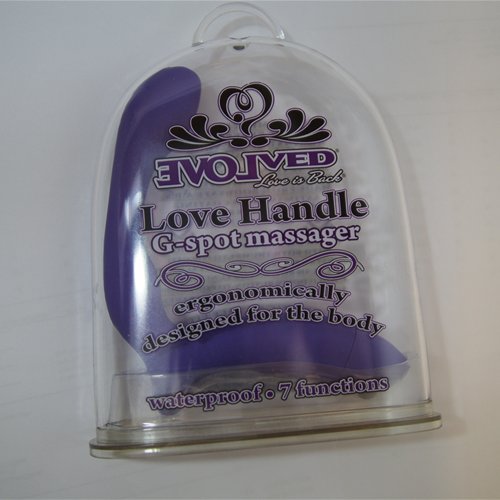 EVOLVED®
Love is Back
Love Handle
G-spot massager
ergonomically
designed for the body
waterproof • 7 functions